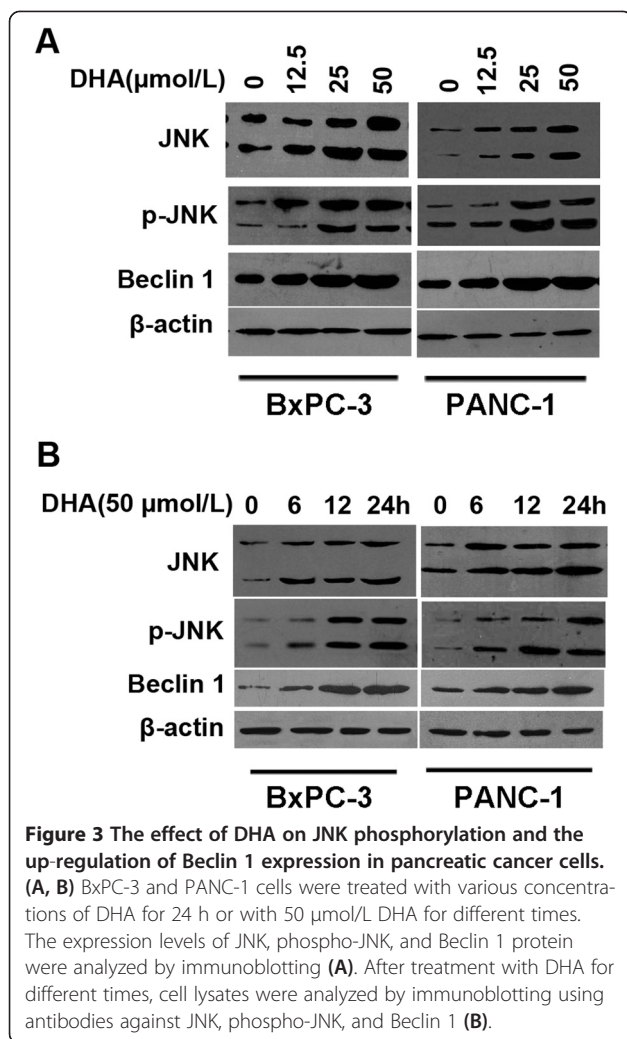 A
DHA(μmol/L) 0 12.5 25 50 0 12.5 25 50
JNK
p-JNK
Beclin 1
β-actin
BxPC-3 PANC-1
B
DHA(50 μmol/L) 0 6 12 24h 0 6 12 24h
JNK
p-JNK
Beclin 1
β-actin
BxPC-3 PANC-1
Figure 3 The effect of DHA on JNK phosphorylation and the
up-regulation of Beclin 1 expression in pancreatic cancer cells.
(A, B) BxPC-3 and PANC-1 cells were treated with various concentra-
tions of DHA for 24 h or with 50 μmol/L DHA for different times.
The expression levels of JNK, phospho-JNK, and Beclin 1 protein
were analyzed by immunoblotting (A). After treatment with DHA for
different times, cell lysates were analyzed by immunoblotting using
antibodies against JNK, phospho-JNK, and Beclin 1 (B).